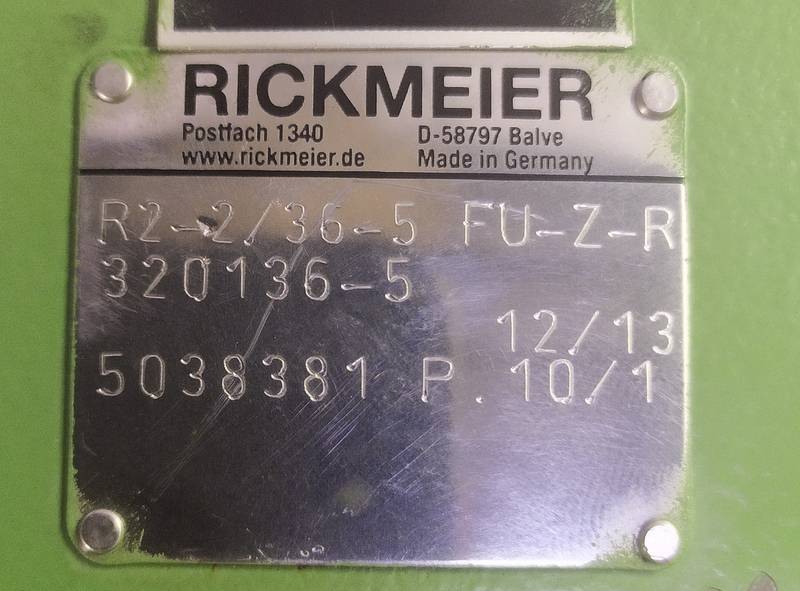 RICKMEIER
Postfach 1340 D-58797 Balve
www.rickmeier.de Made in Germany
R2-2/36-5 FU-Z-R
320136-5
12/13
5038381 P.10/1